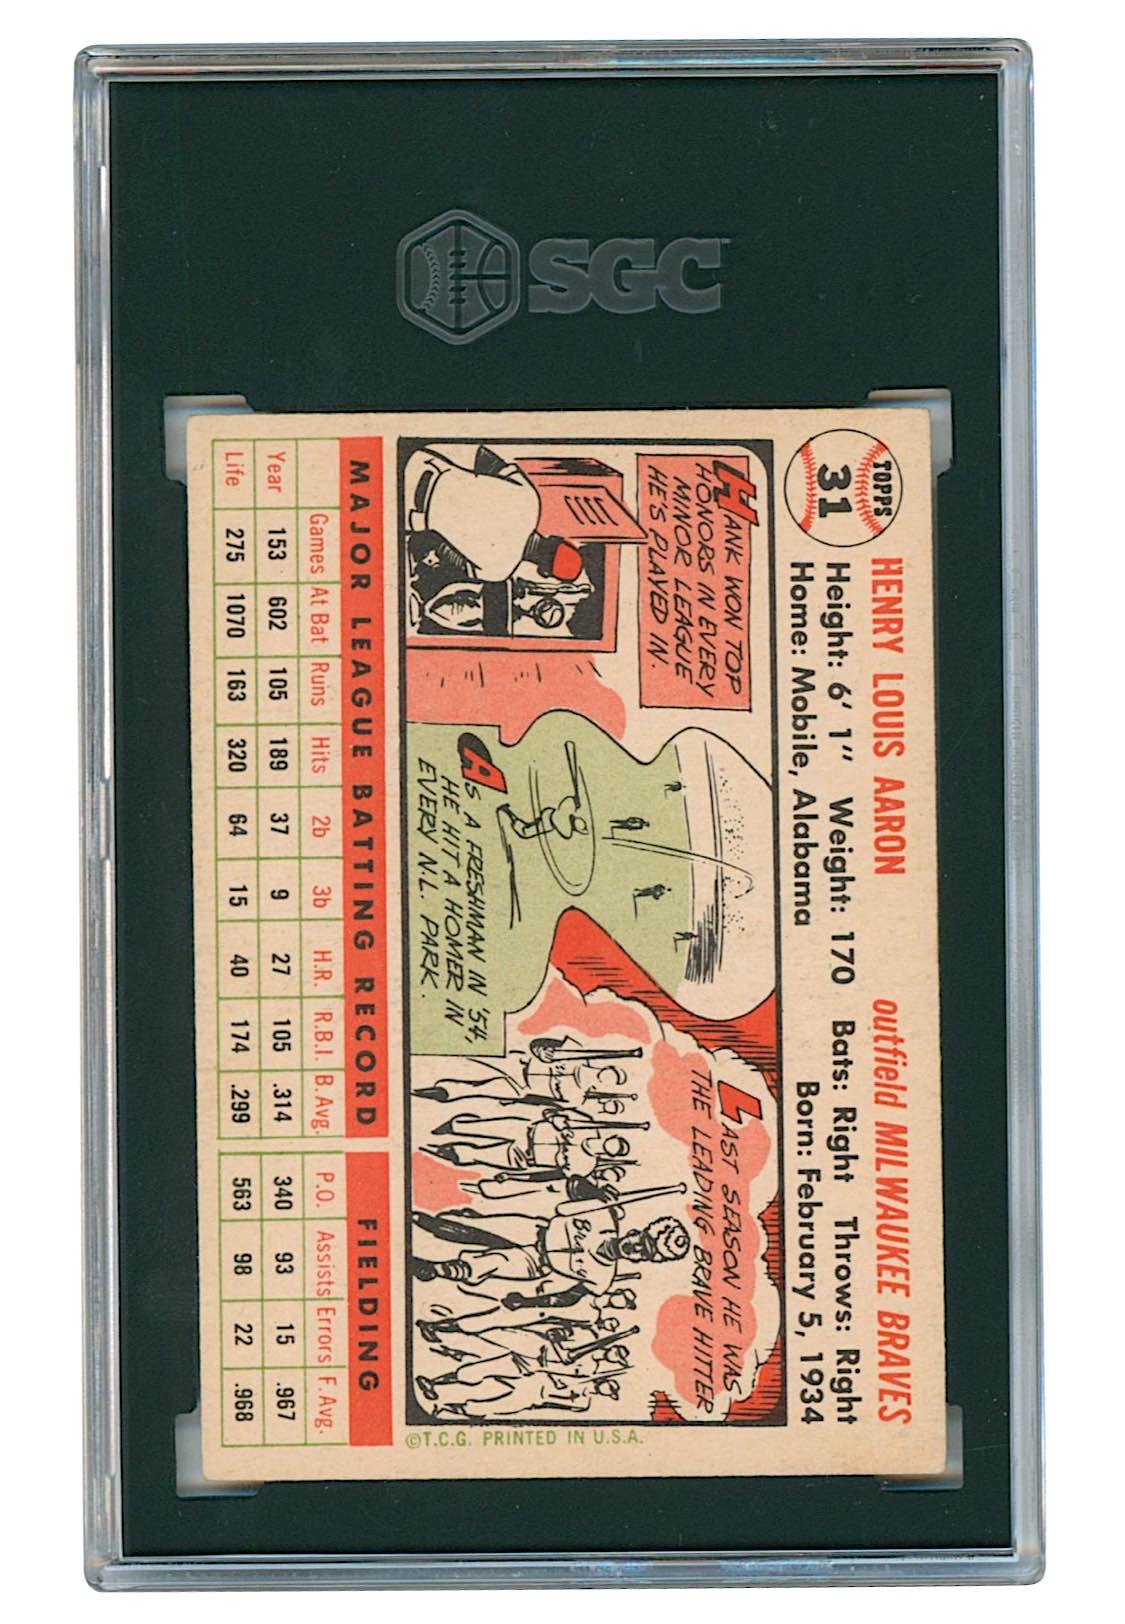 SGC
TOPPS
31
HENRY LOUIS AARON outfield MILWAUKEE BRAVES
Height: 6' 1" Weight: 170 Bats: Right Throws: Right
Home: Mobile, Alabama Born: February 5, 1934
HANK WON TOP
HONORS IN EVERY
MINOR LEAGUE
HE'S PLAYED IN.
AS A FRESHMAN IN '54,
HE HIT A HOMER IN
EVERY N.L. PARK.
LAST SEASON HE WAS
THE LEADING BRAVE HITTER
©T.C.G. PRINTED IN U.S.A.
MAJOR LEAGUE BATTING RECORD FIELDING
Games At Bat Runs Hits 2b 3b H.R. R.B.I. B. Avg. P.O. Assists Errors F. Avg.
Year 153 602 105 189 37 9 27 105 .314 340 93 15 .967
Life 275 1070 163 320 64 15 40 174 .299 563 98 22 .968